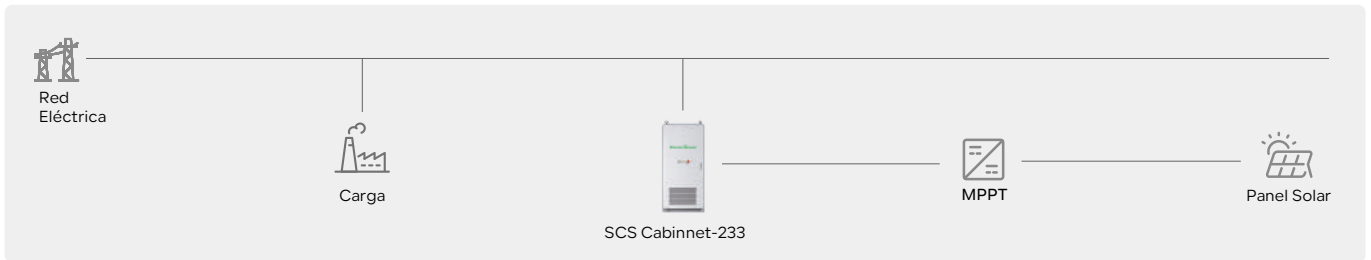 Red
Eléctrica
Carga
SCS Cabinnet-233
MPPT
Panel Solar